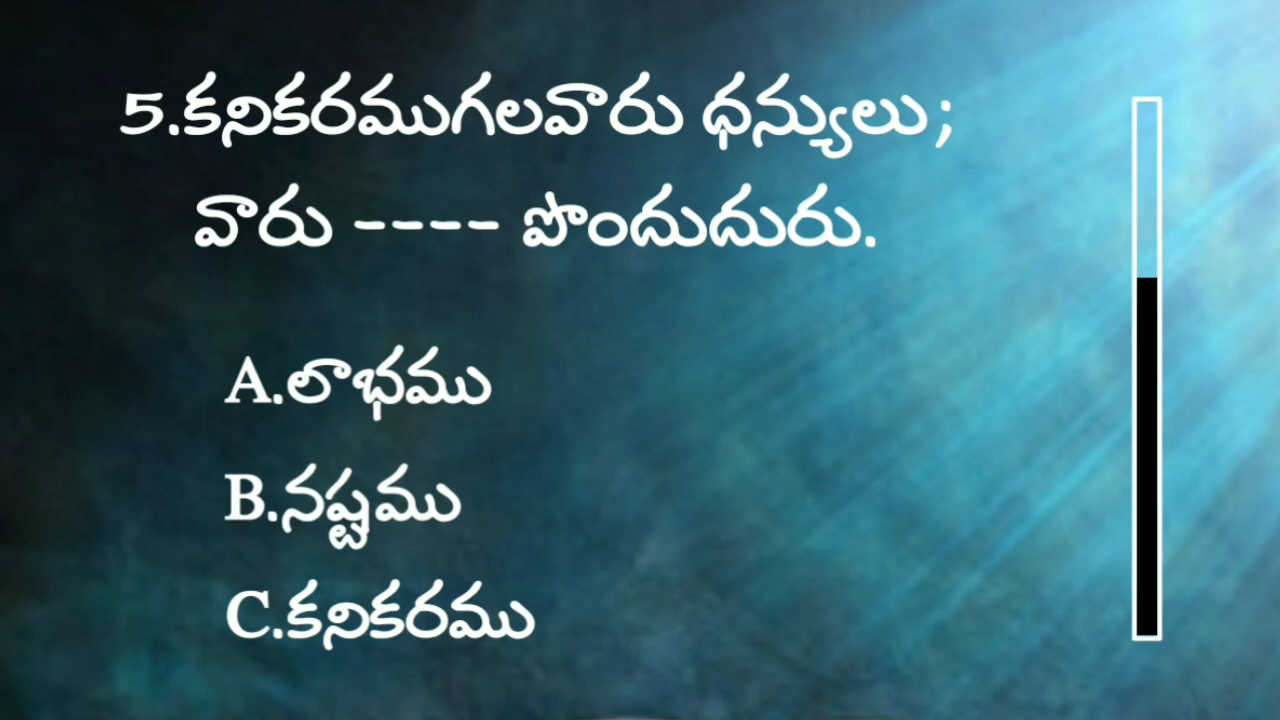 5.కనికరముగలవారు ధన్యులు;
వారు ---- పొందుదురు.
A.లాభము
B.నష్టము
C.కనికరము